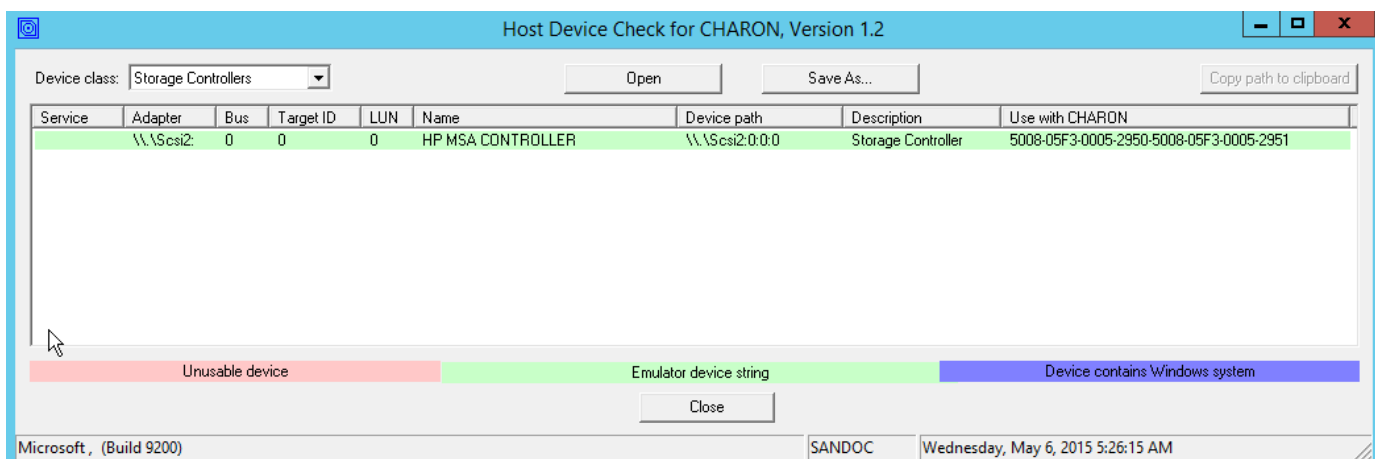 Host Device Check for CHARON, Version 1.2
Device class: Storage Controllers Open Save As... Copy path to clipboard
Service Adapter Bus Target ID LUN Name Device path Description Use with CHARON
\\.\Scsi2: 0 0 0 HP MSA CONTROLLER \\.\Scsi2:0:0:0 Storage Controller 5008-05F3-0005-2950-5008-05F3-0005-2951
Unusable device Emulator device string Device contains Windows system
Close
Microsoft , (Build 9200) SANDOC Wednesday, May 6, 2015 5:26:15 AM